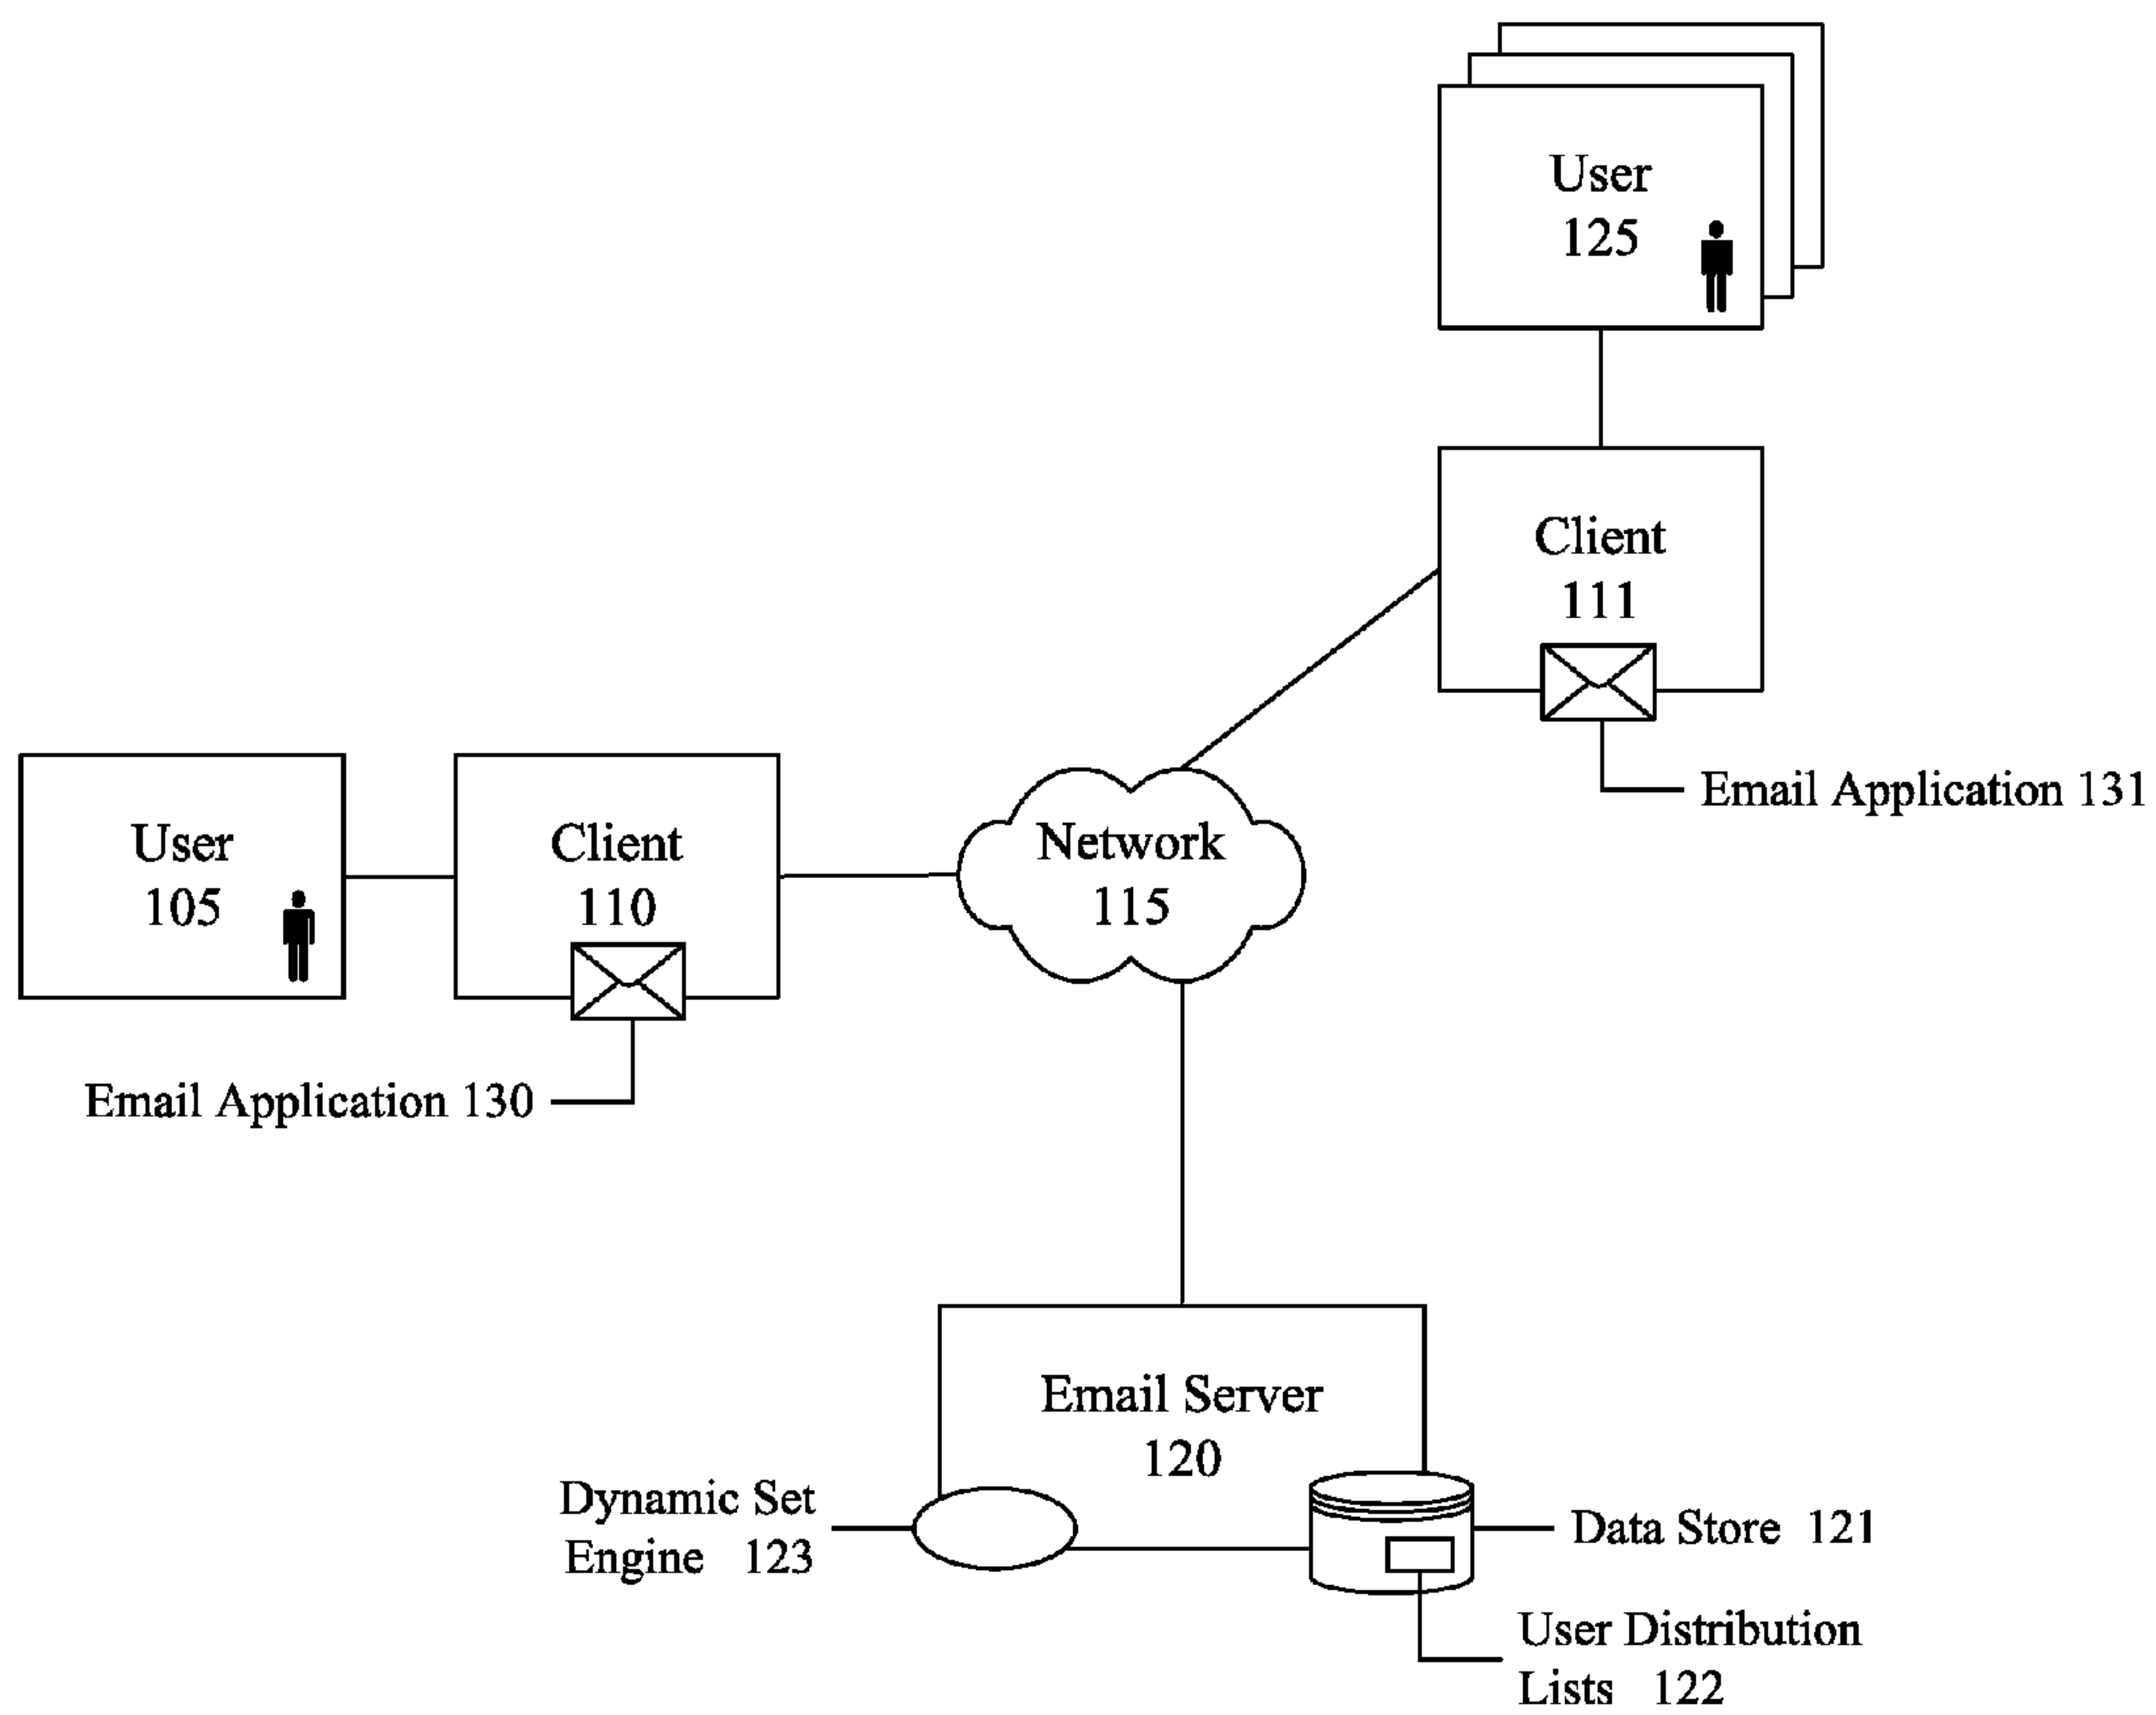 User
125
Client
111
Email Application 131
User
105
Client
110
Network
115
Email Application 130
Email Server
120
Dynamic Set
Engine 123
Data Store 121
User Distribution
Lists 122